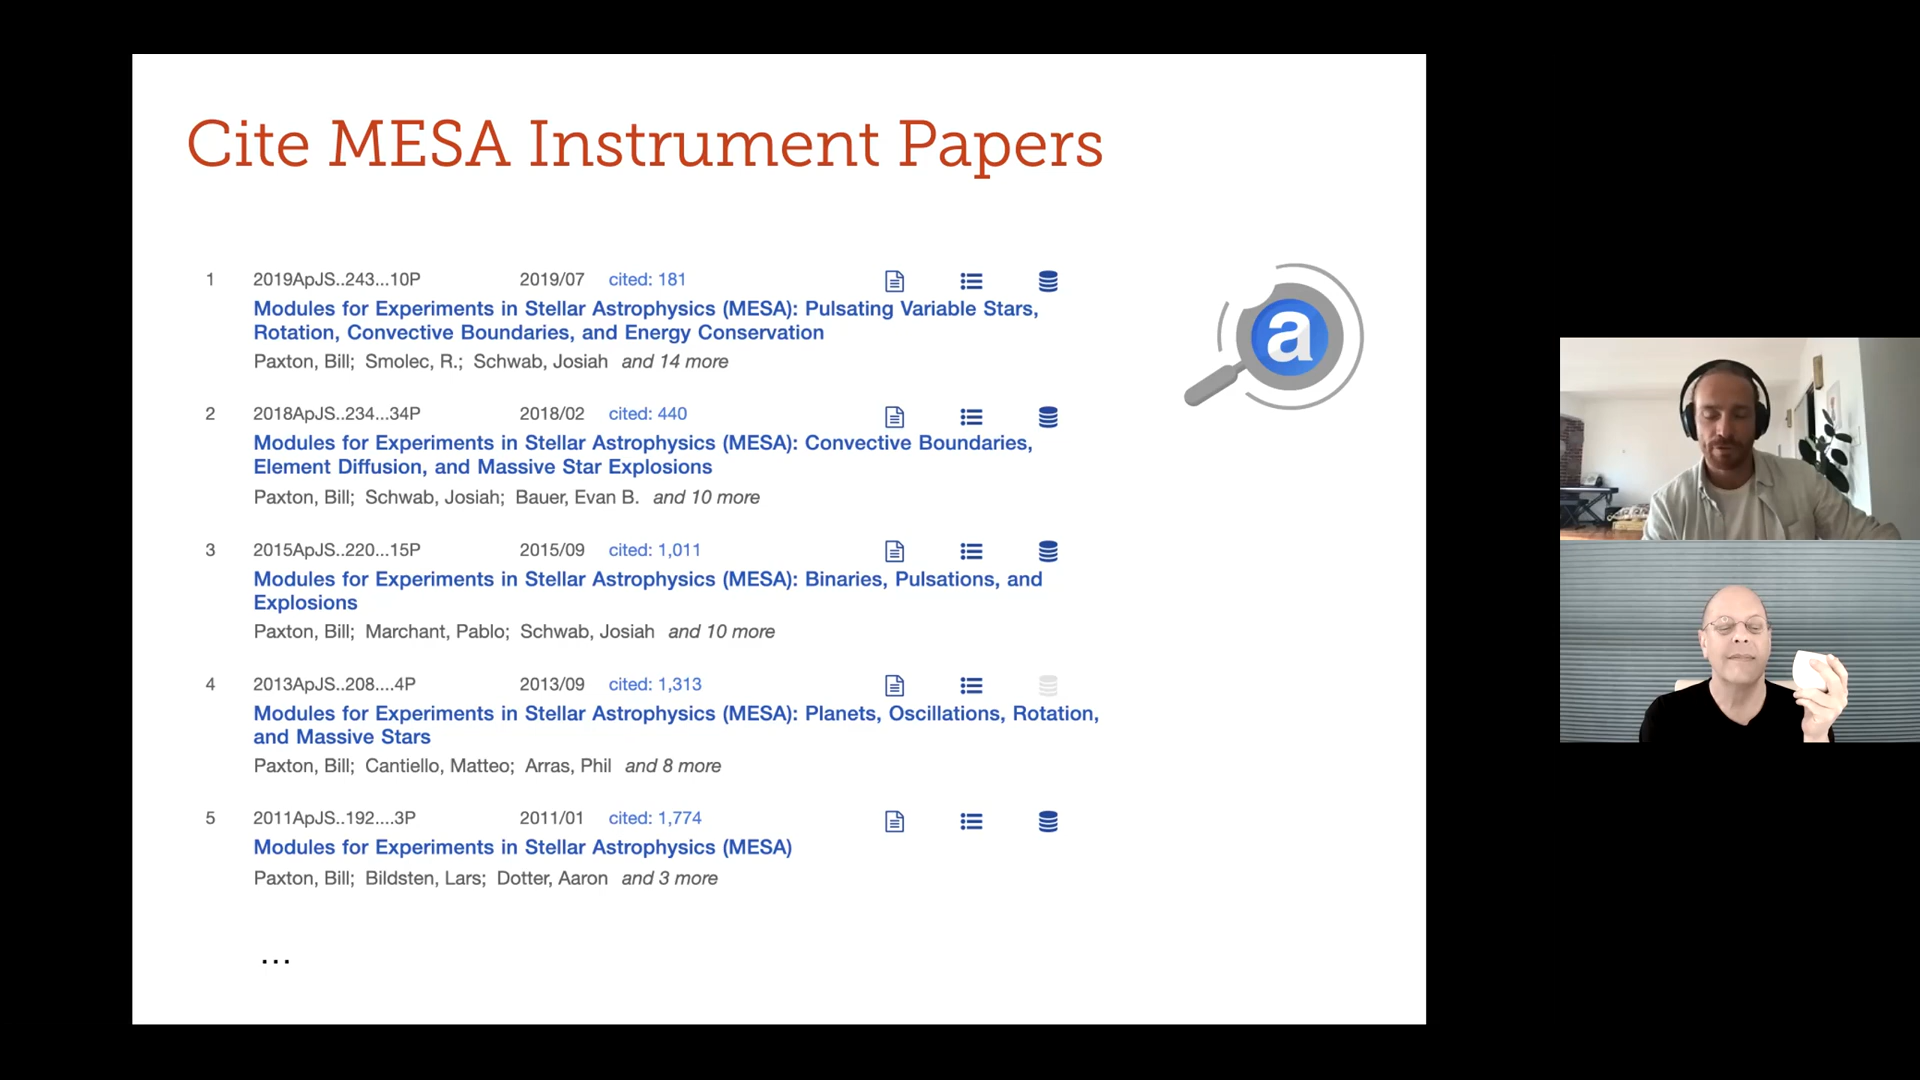 Cite MESA Instrument Papers
1 2019ApJS..243...10P 2019/07 cited: 181
Modules for Experiments in Stellar Astrophysics (MESA): Pulsating Variable Stars,
Rotation, Convective Boundaries, and Energy Conservation
Paxton, Bill; Smolec, R.; Schwab, Josiah and 14 more
a
2 2018ApJS..234...34P 2018/02 cited: 440
Modules for Experiments in Stellar Astrophysics (MESA): Convective Boundaries,
Element Diffusion, and Massive Star Explosions
Paxton, Bill; Schwab, Josiah; Bauer, Evan B. and 10 more
3 2015ApJS..220...15P 2015/09 cited: 1,011
Modules for Experiments in Stellar Astrophysics (MESA): Binaries, Pulsations, and
Explosions
Paxton, Bill; Marchant, Pablo; Schwab, Josiah and 10 more
4 2013ApJS..208....4P 2013/09 cited: 1,313
Modules for Experiments in Stellar Astrophysics (MESA): Planets, Oscillations, Rotation,
and Massive Stars
Paxton, Bill; Cantiello, Matteo; Arras, Phil and 8 more
5 2011ApJS..192....3P 2011/01 cited: 1,774
Modules for Experiments in Stellar Astrophysics (MESA)
Paxton, Bill; Bildsten, Lars; Dotter, Aaron and 3 more
...